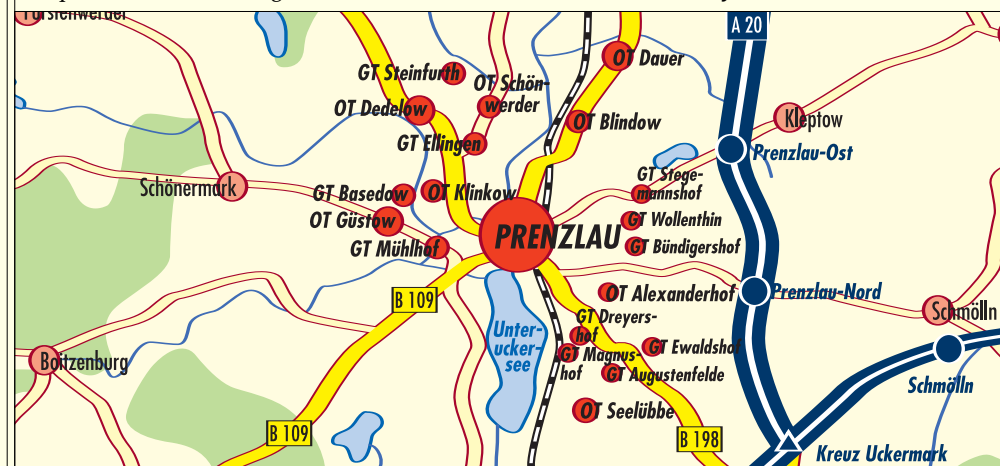 Fürstenwerder
A 20
GT Steinfurth
OT Schön-
werder
OT Dauer
OT Dedelow
OT Blindow
Kleptow
GT Ellingen
Prenzlau-Ost
Schönermark
GT Basedow
OT Klinkow
GT Stege-
mannshof
OT Güstow
GT Wollenthin
GT Mühlhof
PRENZLAU
GT Bündigershof
B 109
OT Alexanderhof
Prenzlau-Nord
Schmölln
GT Dreyers-
hof
Unter-
ucker-
see
GT Magnus-
hof
GT Ewaldshof
Boitzenburg
GT Augustenfelde
Schmölln
OT Seelübbe
B 109
B 198
Kreuz Uckermark